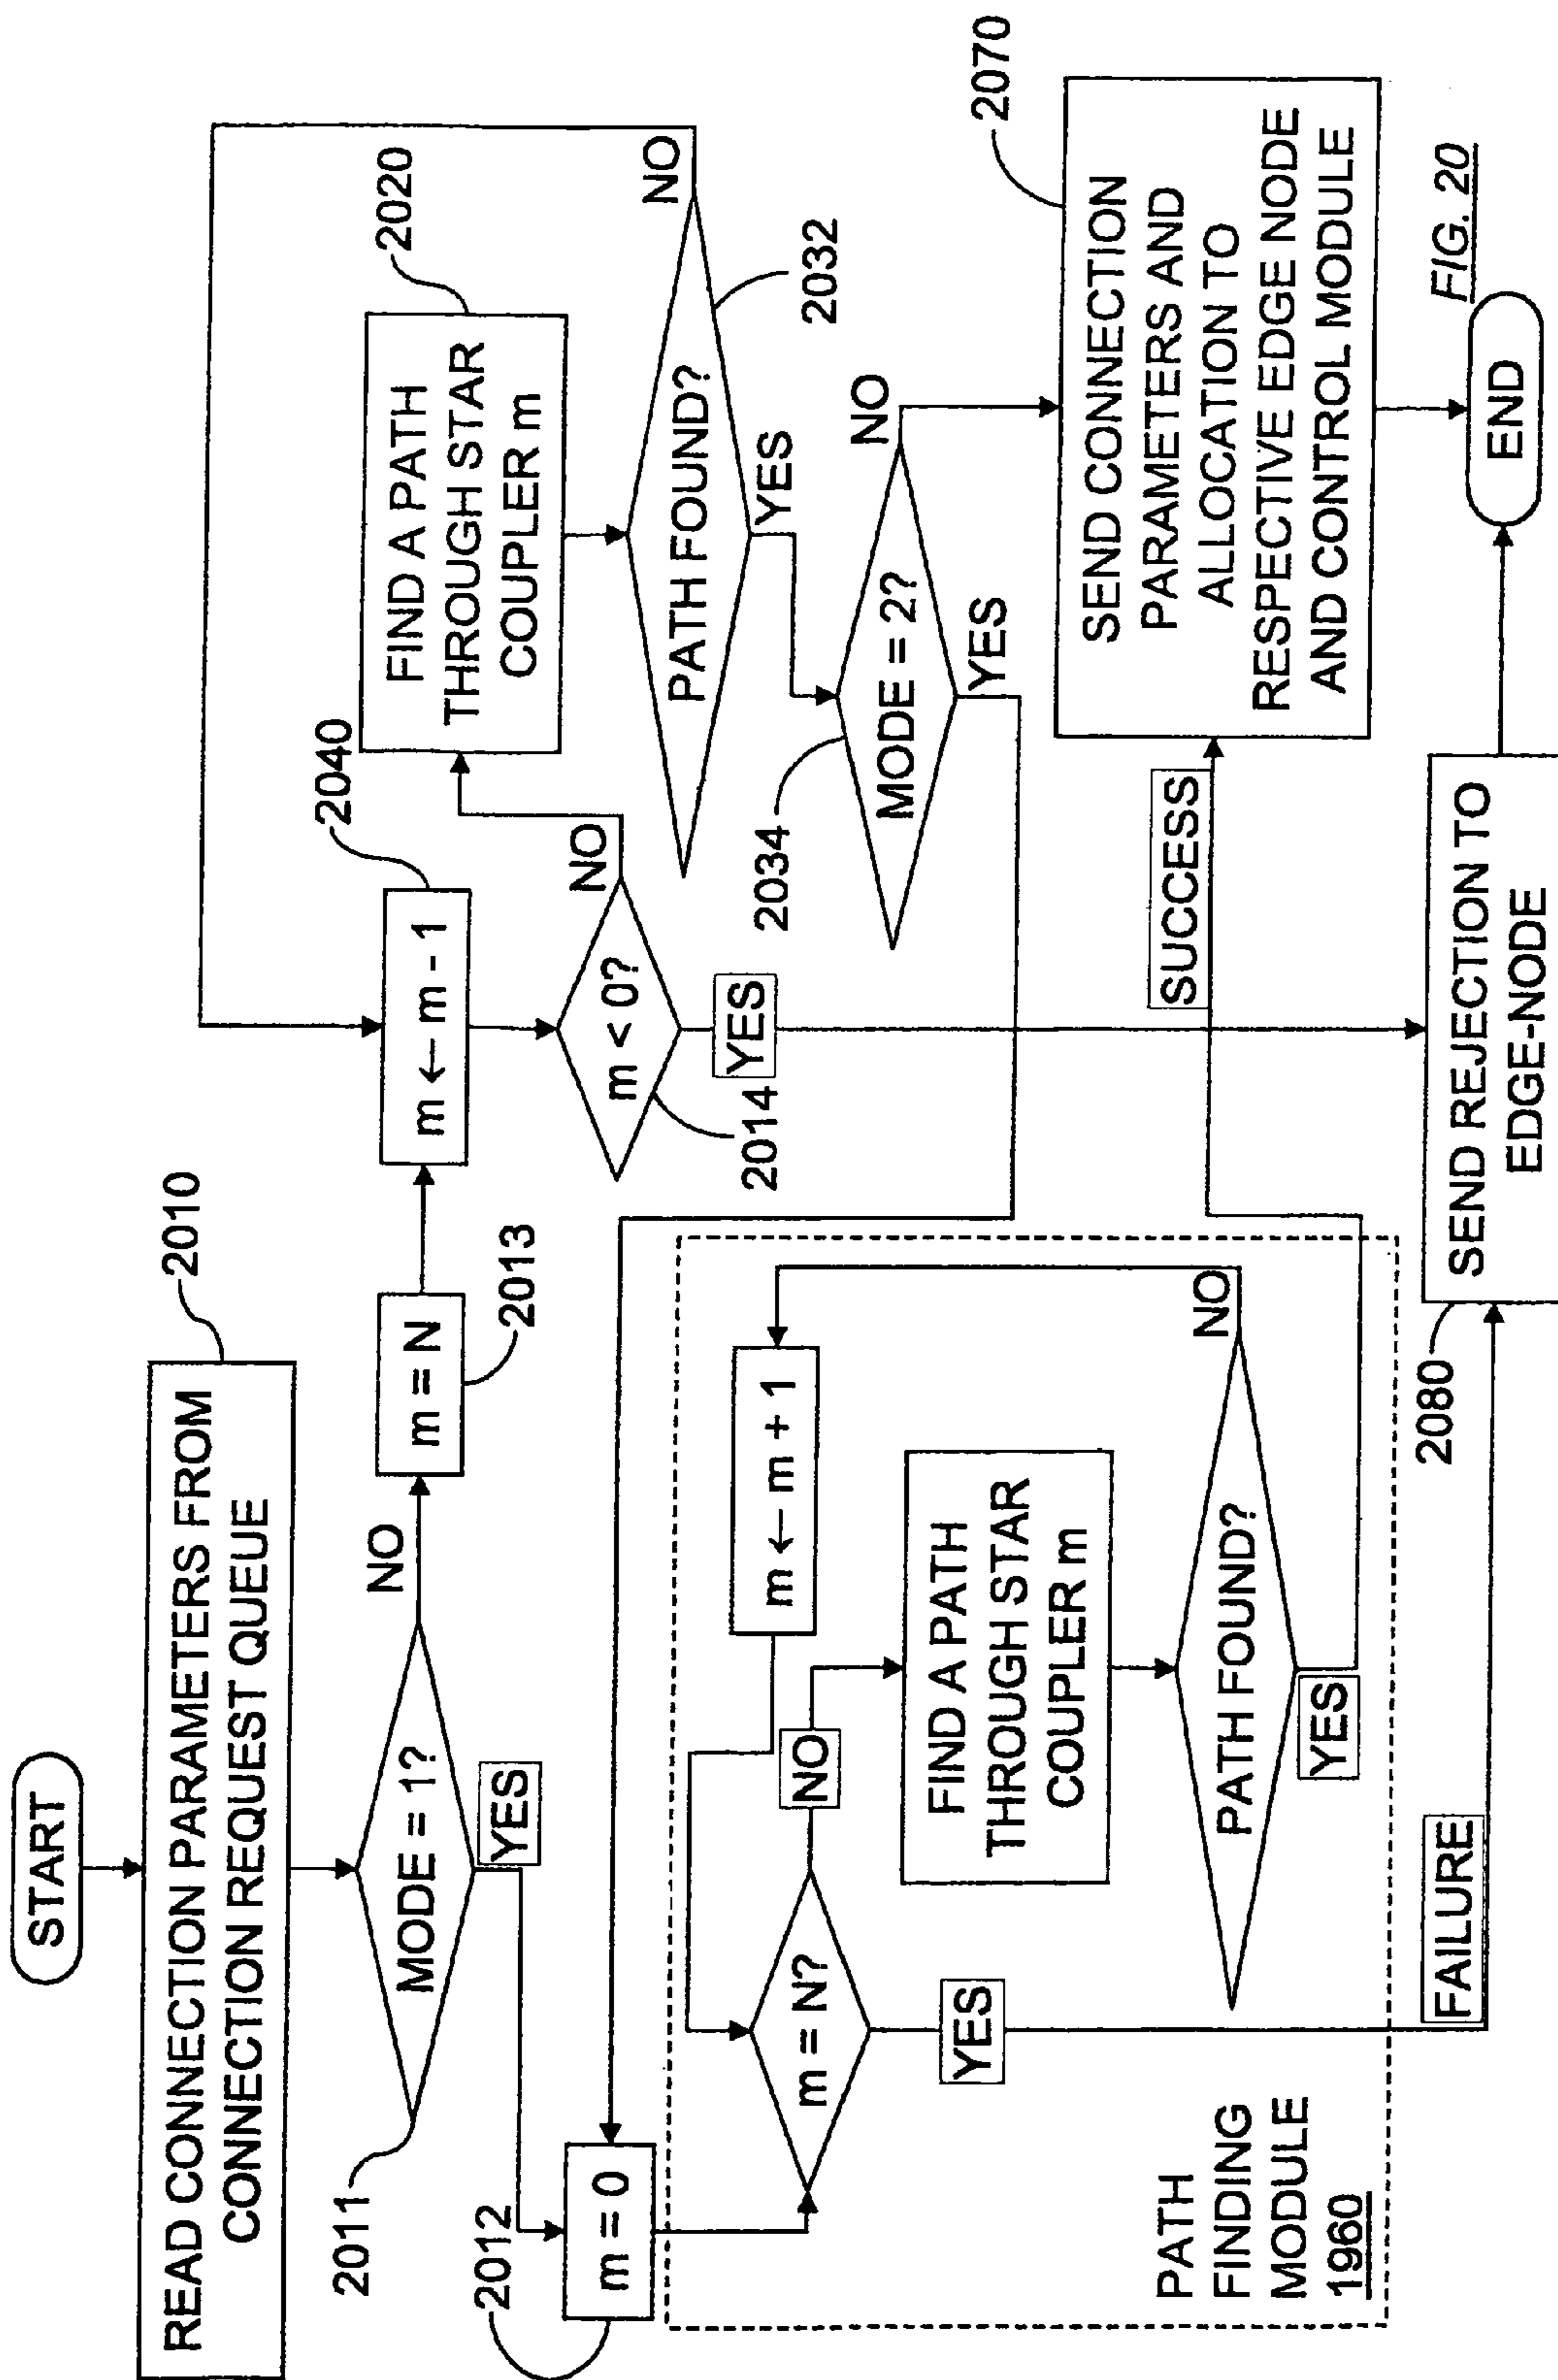 START
READ CONNECTION PARAMETERS FROM
CONNECTION REQUEST QUEUE
2010
MODE = 1?
2011
NO
YES
m = N
2013
m ← m - 1
2040
m < 0?
2014
NO
YES
FIND A PATH
THROUGH STAR
COUPLER m
2020
PATH FOUND?
2032
NO
YES
MODE = 2?
2034
NO
YES
SEND CONNECTION
PARAMETERS AND
ALLOCATION TO
RESPECTIVE EDGE NODE
AND CONTROL MODULE
2070
2012
m = 0
m = N?
NO
YES
m ← m + 1
FIND A PATH
THROUGH STAR
COUPLER m
PATH FOUND?
NO
YES
PATH
FINDING
MODULE
1960
SUCCESS
FAILURE
2080
SEND REJECTION TO
EDGE-NODE
END
FIG. 20